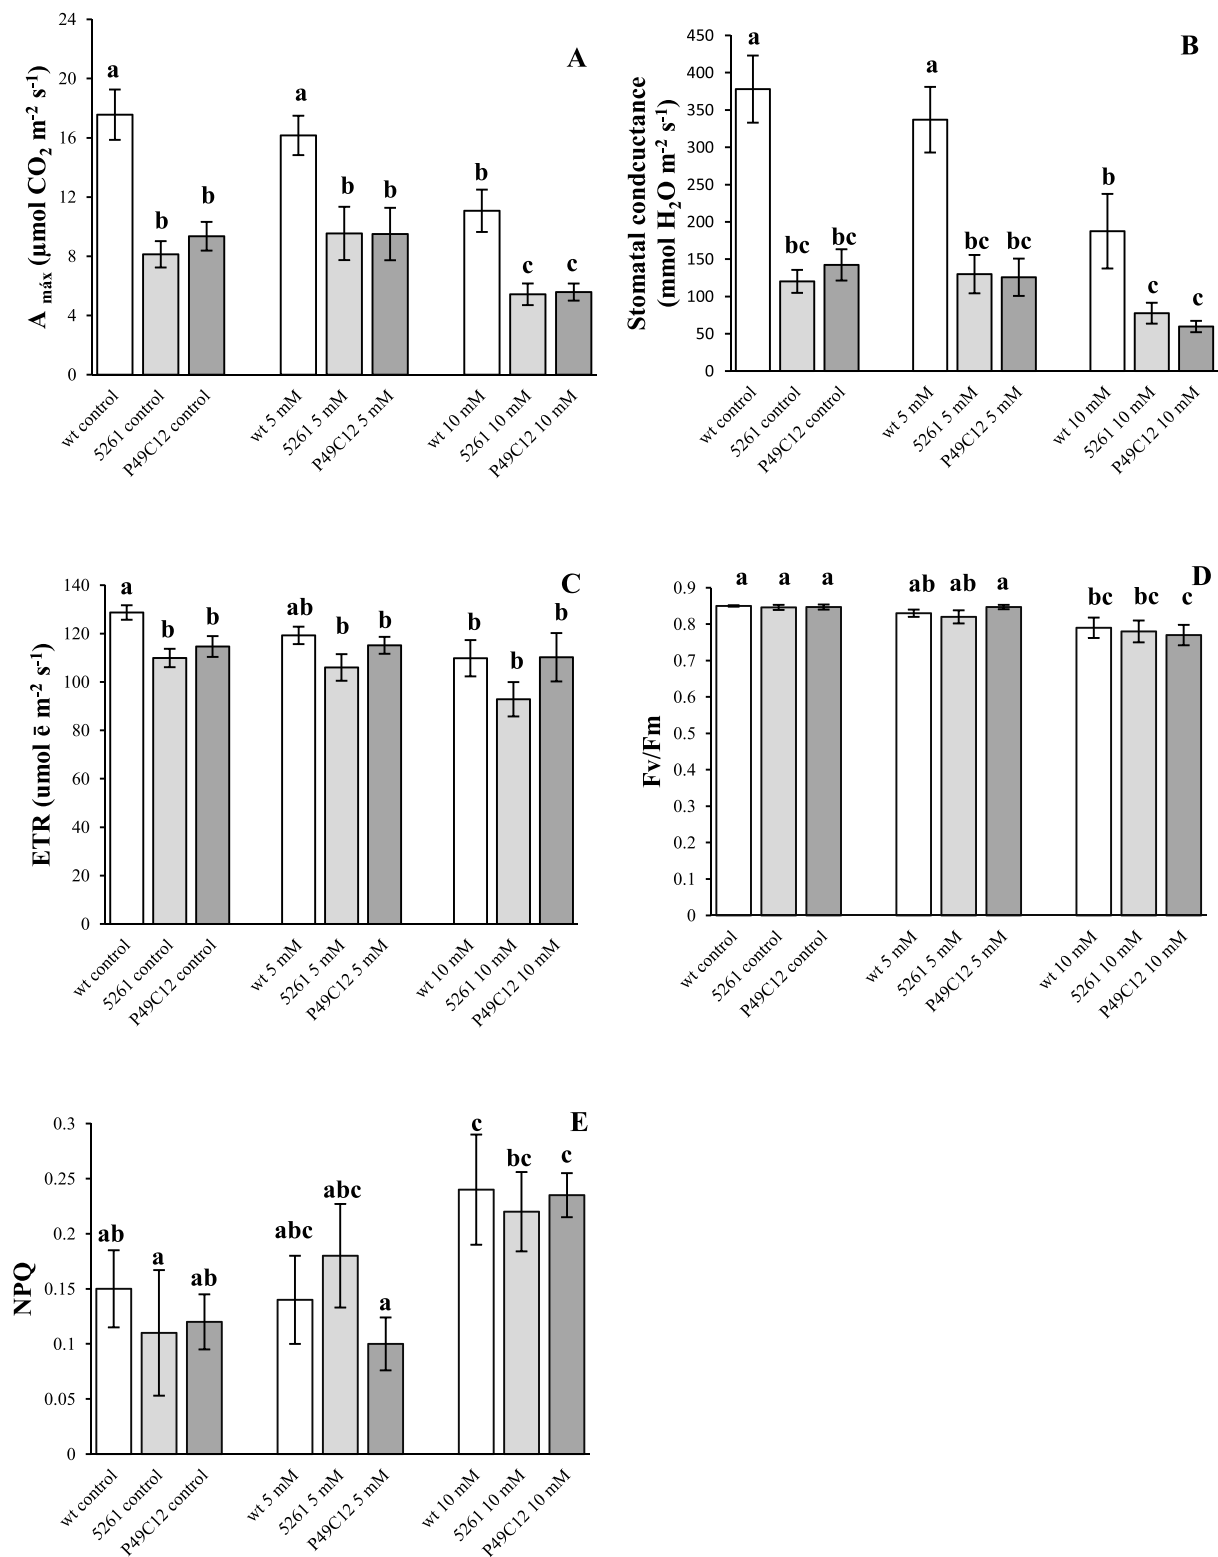 A
A máx (µmol CO2 m-2 s-1)
24
20
16
12
8
4
0
a
b
b
a
b
b
b
c
c
wt control
5261 control
P49C12 control
wt 5 mM
5261 5 mM
P49C12 5 mM
wt 10 mM
5261 10 mM
P49C12 10 mM
B
Stomatal condcuctance
(mmol H2O m-2 s-1)
450
400
350
300
250
200
150
100
50
0
a
bc
bc
a
bc
bc
b
c
c
wt control
5261 control
P49C12 control
wt 5 mM
5261 5 mM
P49C12 5 mM
wt 10 mM
5261 10 mM
P49C12 10 mM
C
ETR (umol ē m-2 s-1)
140
120
100
80
60
40
20
0
a
b
b
ab
b
b
b
b
b
wt control
5261 control
P49C12 control
wt 5 mM
5261 5 mM
P49C12 5 mM
wt 10 mM
5261 10 mM
P49C12 10 mM
D
Fv/Fm
0.9
0.8
0.7
0.6
0.5
0.4
0.3
0.2
0.1
0
a
a
a
ab
ab
a
bc
bc
c
wt control
5261 control
P49C12 control
wt 5 mM
5261 5 mM
P49C12 5 mM
wt 10 mM
5261 10 mM
P49C12 10 mM
E
NPQ
0.3
0.25
0.2
0.15
0.1
0.05
0
ab
a
ab
abc
abc
a
c
bc
c
wt control
5261 control
P49C12 control
wt 5 mM
5261 5 mM
P49C12 5 mM
wt 10 mM
5261 10 mM
P49C12 10 mM